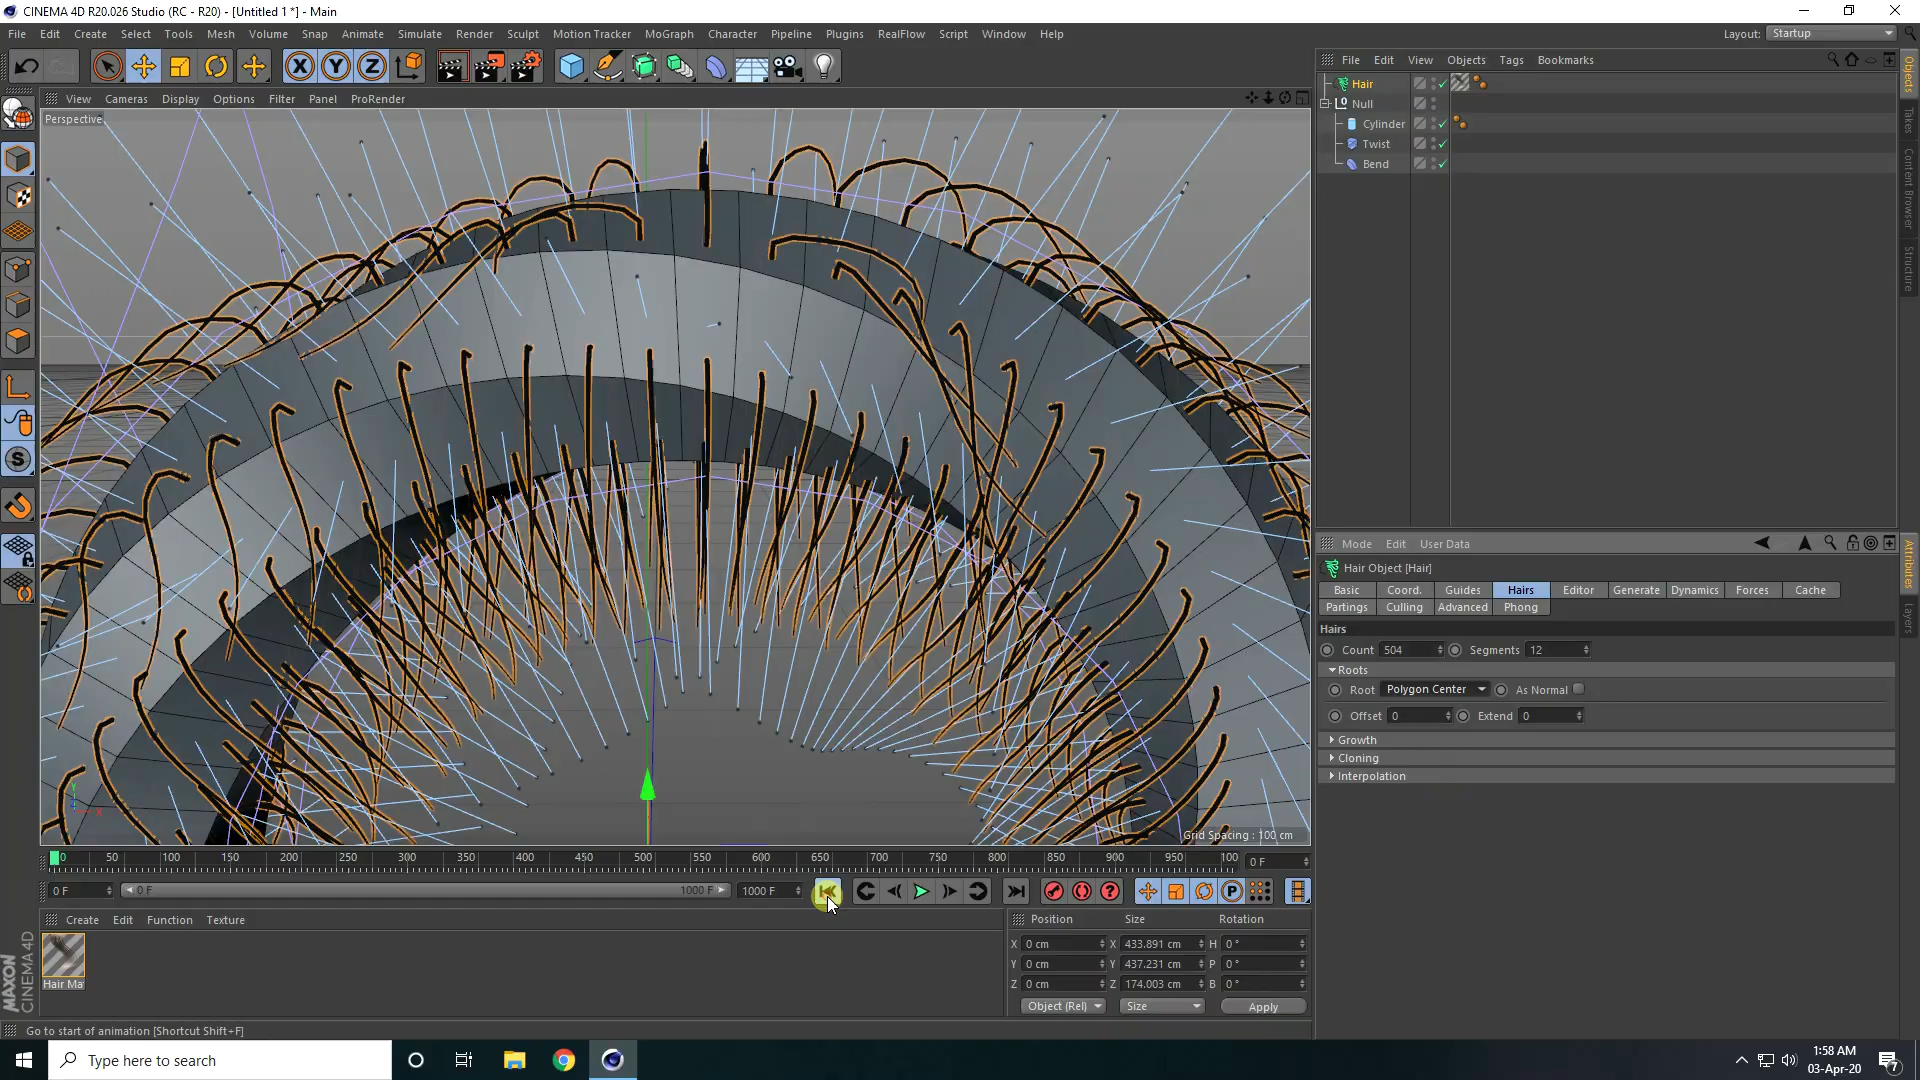 CINEMA 4D R20.026 Studio (RC - R20) - [Untitled 1 *] - Main
File Edit Create Select Tools Mesh Volume Snap Animate Simulate Render Sculpt Motion Tracker MoGraph Character Pipeline Plugins RealFlow Script Window Help
Layout: Startup
X Y Z
View Cameras Display Options Filter Panel ProRender
Perspective
File Edit View Objects Tags Bookmarks
Hair
Null
Cylinder
Twist
Bend
Objects
Takes
Content Browser
Structure
Mode Edit User Data
Hair Object [Hair]
Basic Coord. Guides Hairs Editor Generate Dynamics Forces Cache
Partings Culling Advanced Phong
Hairs
Count 504 Segments 12
Roots
Root Polygon Center As Normal
Offset 0 Extend 0
Growth
Cloning
Interpolation
Attributes
Layers
Y
X
Grid Spacing : 100 cm
0 50 100 150 200 250 300 350 400 450 500 550 600 650 700 750 800 850 900 950 100 0 F
0 F 0 F 1000 F 1000 F
Create Edit Function Texture
Hair Ma
Position Size Rotation
X 0 cm X 433.891 cm H 0 °
Y 0 cm Y 437.231 cm P 0 °
Z 0 cm Z 174.003 cm B 0 °
Object (Rel) Size Apply
MAXON CINEMA 4D
Go to start of animation [Shortcut Shift+F]
Type here to search
1:58 AM
03-Apr-20
7